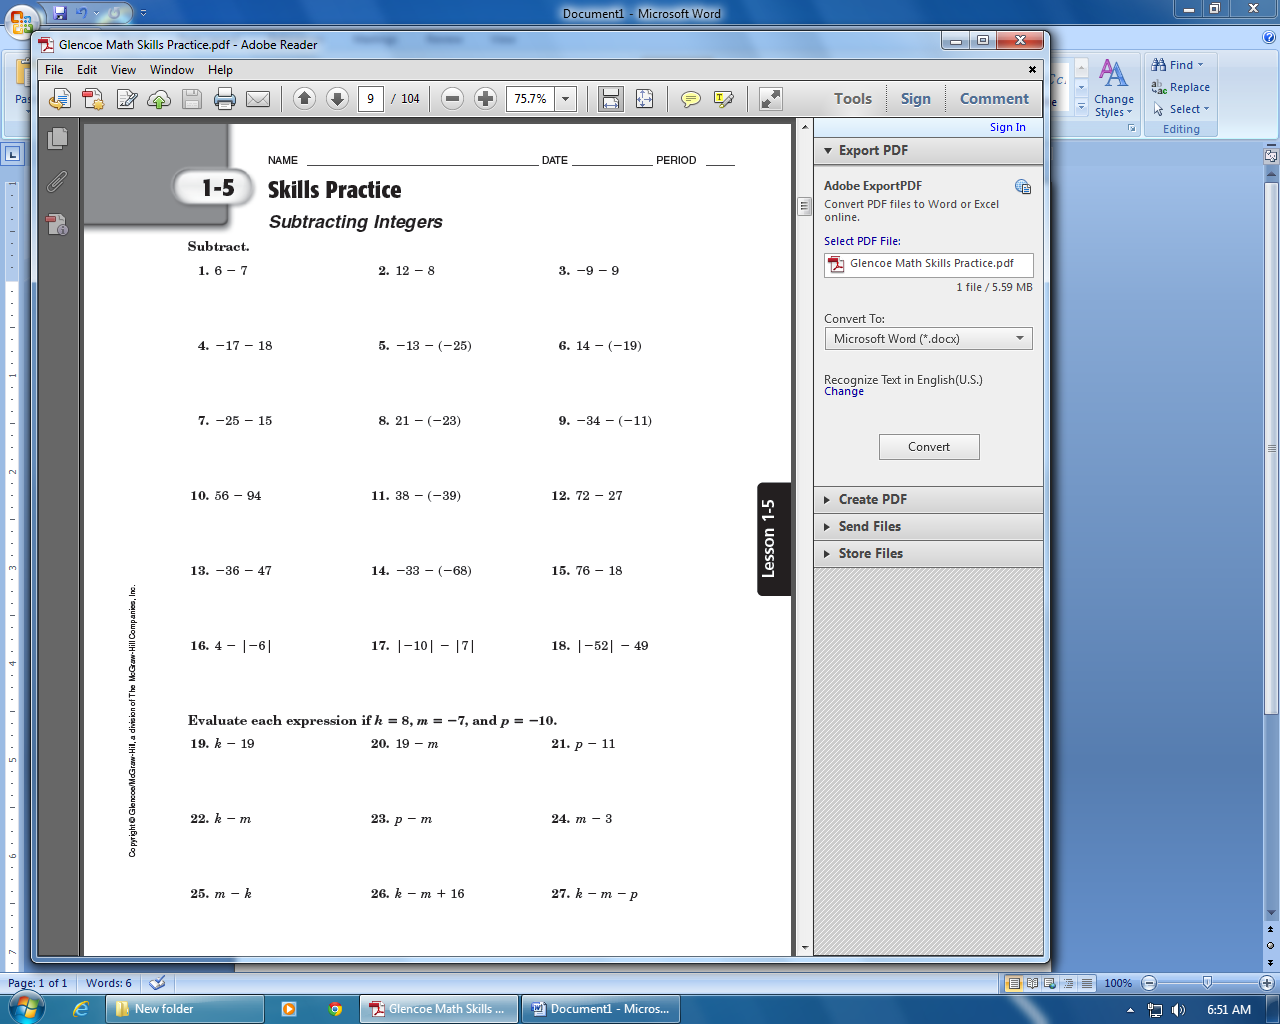 Document1 - Microsoft Word
Glencoe Math Skills Practice.pdf - Adobe Reader
File Edit View Window Help
9 / 104 75.7% Tools Sign Comment
Change Styles
Find
Replace
Select
Editing
Sign In
Export PDF
Adobe ExportPDF
Convert PDF files to Word or Excel
online.
Select PDF File:
Glencoe Math Skills Practice.pdf
1 file / 5.59 MB
Convert To:
Microsoft Word (*.docx)
Recognize Text in English(U.S.)
Change
Convert
Create PDF
Send Files
Store Files
NAME DATE PERIOD
1-5 Skills Practice
Subtracting Integers
Subtract.
1. 6 − 7 2. 12 − 8 3. −9 − 9
4. −17 − 18 5. −13 − (−25) 6. 14 − (−19)
7. −25 − 15 8. 21 − (−23) 9. −34 − (−11)
10. 56 − 94 11. 38 − (−39) 12. 72 − 27
13. −36 − 47 14. −33 − (−68) 15. 76 − 18
16. 4 − |−6| 17. |−10| − |7| 18. |−52| − 49
Evaluate each expression if k = 8, m = −7, and p = −10.
19. k − 19 20. 19 − m 21. p − 11
22. k − m 23. p − m 24. m − 3
25. m − k 26. k − m + 16 27. k − m − p
Lesson 1-5
Copyright © Glencoe/McGraw-Hill, a division of The McGraw-Hill Companies, Inc.
Page: 1 of 1 Words: 6 100%
New folder Glencoe Math Skills ... Document1 - Micros... 6:51 AM